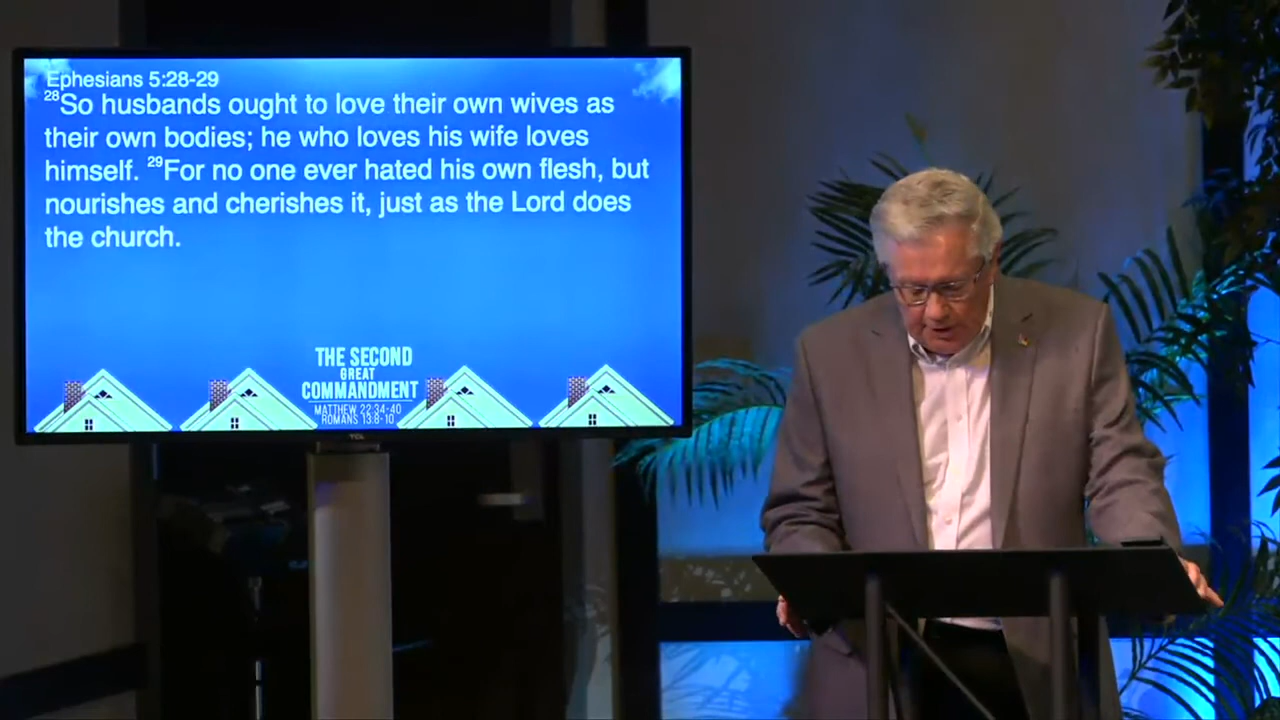 Ephesians 5:28-29
28So husbands ought to love their own wives as
their own bodies; he who loves his wife loves
himself. 29For no one ever hated his own flesh, but
nourishes and cherishes it, just as the Lord does
the church.
THE SECOND
GREAT
COMMANDMENT
MATTHEW 22:34-40
ROMANS 13:8-10
TCL